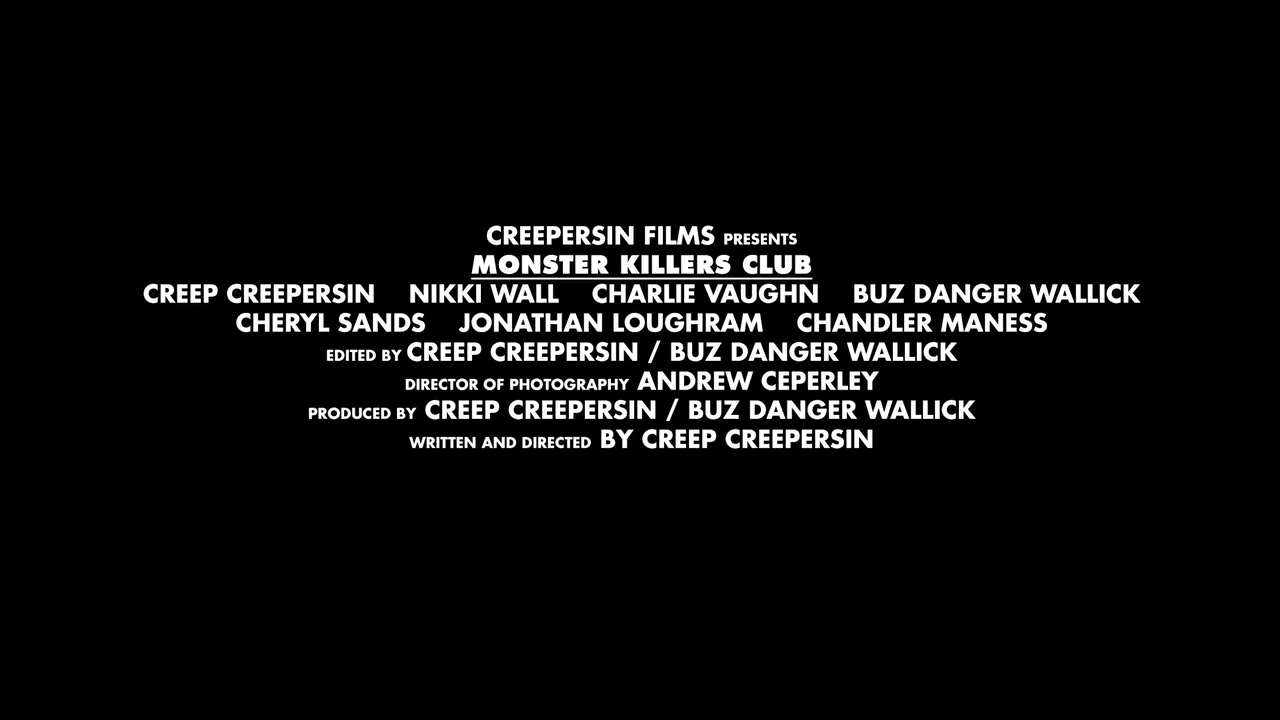 CREEPERSIN FILMS PRESENTS
MONSTER KILLERS CLUB
CREEP CREEPERSIN NIKKI WALL CHARLIE VAUGHN BUZ DANGER WALLICK
CHERYL SANDS JONATHAN LOUGHRAM CHANDLER MANESS
EDITED BY CREEP CREEPERSIN / BUZ DANGER WALLICK
DIRECTOR OF PHOTOGRAPHY ANDREW CEPERLEY
PRODUCED BY CREEP CREEPERSIN / BUZ DANGER WALLICK
WRITTEN AND DIRECTED BY CREEP CREEPERSIN